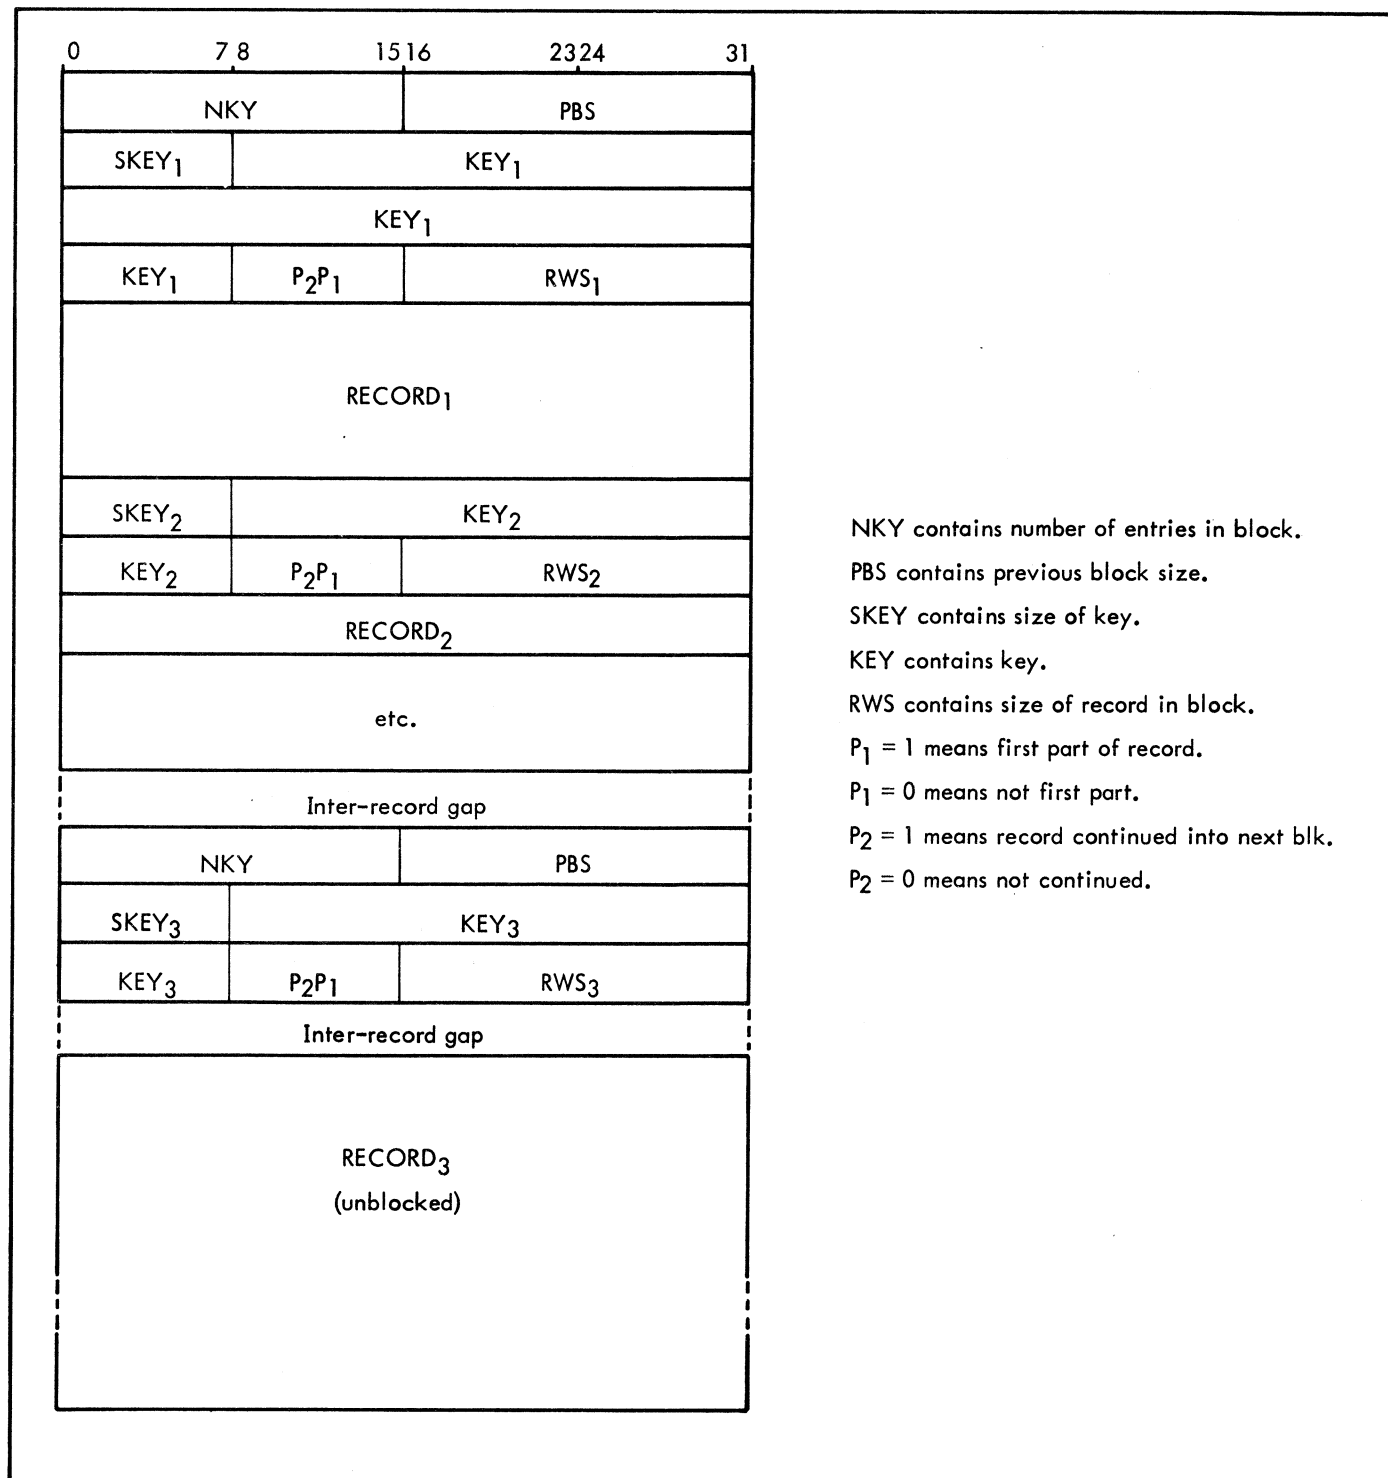 0 7 8 15 16 23 24 31
NKY PBS
SKEY₁ KEY₁
KEY₁
KEY₁ P₂P₁ RWS₁
RECORD₁
SKEY₂ KEY₂
KEY₂ P₂P₁ RWS₂
RECORD₂
etc.
Inter-record gap
NKY PBS
SKEY₃ KEY₃
KEY₃ P₂P₁ RWS₃
Inter-record gap
RECORD₃
(unblocked)
NKY contains number of entries in block.
PBS contains previous block size.
SKEY contains size of key.
KEY contains key.
RWS contains size of record in block.
P₁ = 1 means first part of record.
P₁ = 0 means not first part.
P₂ = 1 means record continued into next blk.
P₂ = 0 means not continued.